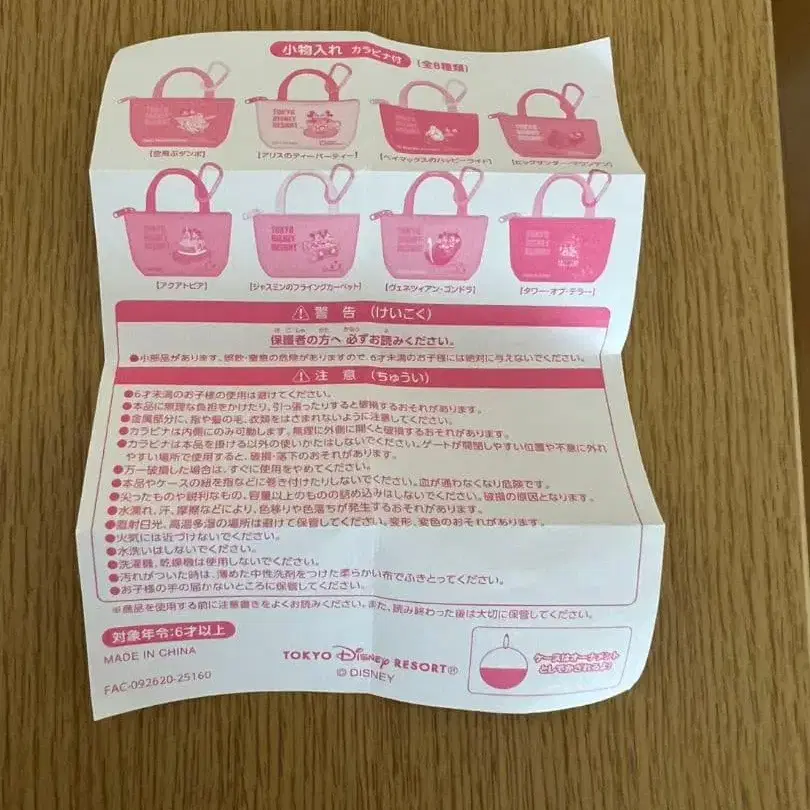 小物入れ カラビナ付 (全8種類)
TOKYO DISNEY RESORT
TOKYO DISNEY RESORT
TOKYO DISNEY RESORT
TOKYO DISNEY RESORT
[空飛ぶダンボ] [アリスのティーパーティー] [ベイマックスのハッピーライド] [ビッグサンダー・マウンテン]
TOKYO DISNEY RESORT
TOKYO DISNEY RESORT
TOKYO DISNEY RESORT
TOKYO DISNEY RESORT
[アクアトピア] [ジャスミンのフライングカーペット] [ヴェネツィアン・ゴンドラ] [タワー・オブ・テラー]
⚠警告(けいこく)
保護者の方へ 必ずお読みください。
●小部品があります。誤飲・窒息の危険がありますので、6才未満のお子様には絶対に与えないでください。
⚠注意(ちゅうい)
●6才未満のお子様の使用は避けてください。
●本品に無理な負担をかけたり、引っ張ったりすると破損するおそれがあります。
●金属部分に、指や髪の毛、衣類をはさまれないように注意してください。
●カラビナは内側にのみ可動します。無理に外側に開くと破損するおそれがあります。
●カラビナは本品を掛ける以外の使いかたはしないでください。ゲートが開閉しやすい位置や不意に外れ
やすい場所で使用すると、破損・落下のおそれがあります。
●万一破損した場合は、すぐに使用をやめてください。
●本品やケースの紐を指などに巻き付けたりしないでください。血が通わなくなり危険です。
●尖ったものや鋭利なもの、容量以上のものの詰め込みはしないでください。破損の原因となります。
●水濡れ、汗、摩擦などにより、色移りや色落ちが発生するおそれがあります。
●直射日光、高温多湿の場所は避けて保管してください。変形、変色のおそれがあります。
●火気には近づけないでください。
●水洗いはしないでください。
●洗濯機、乾燥機は使用しないでください。
●汚れがついた時は、薄めた中性洗剤をつけた柔らかい布でふきとってください。
●お子様の手の届かないところに保管してください。
※商品を使用する前に注意書きをよくお読みください。また、読み終わった後は大切に保管してください。
対象年令:6才以上
MADE IN CHINA
FAC-092620-25160
TOKYO Disney RESORT®
© DISNEY
ケースはオーナメント
としてかざれるよ!